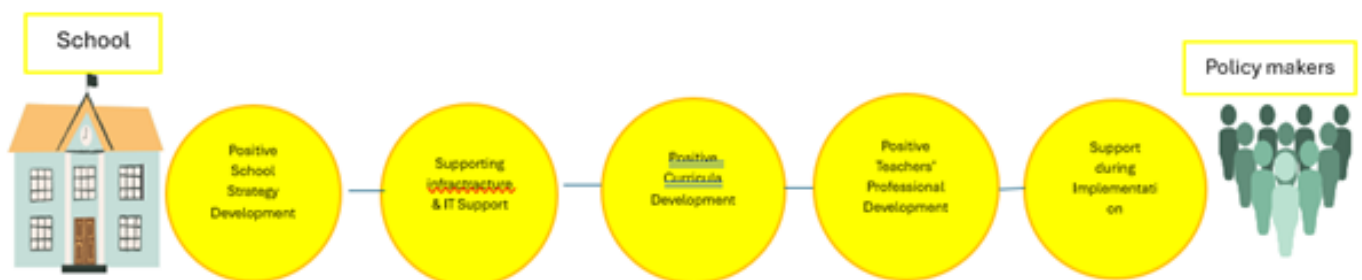 School
Positive
School
Strategy
Development
Supporting
infrastracture
& IT Support
Positive
Curricula
Development
Positive
Teachers'
Professional
Development
Support
during
Implementati
on
Policy makers